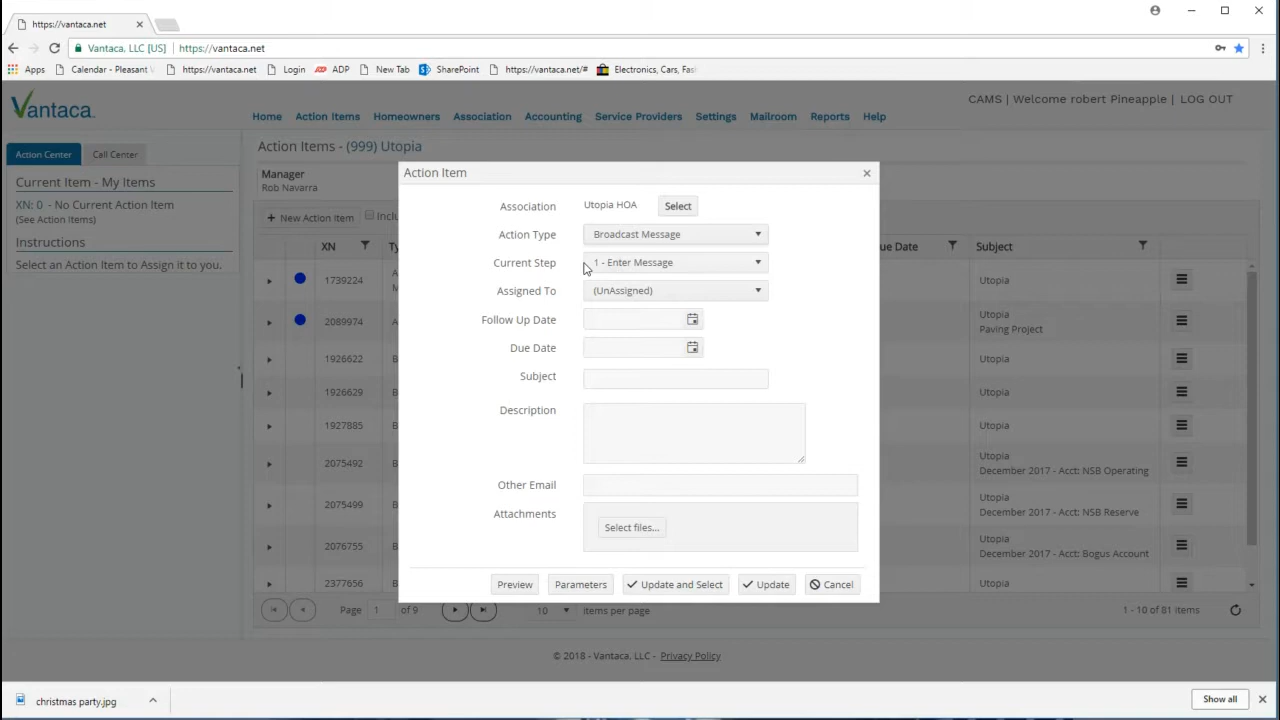 https://vantaca.net
Vantaca, LLC [US] https://vantaca.net
Apps Calendar - Pleasant https://vantaca.net Login ADP New Tab SharePoint https://vantaca.net/# Electronics, Cars, Fas
Vantaca
CAMS | Welcome robert Pineapple | LOG OUT
Home Action Items Homeowners Association Accounting Service Providers Settings Mailroom Reports Help
Action Center Call Center
Current Item - My Items
XN: 0 - No Current Action Item
(See Action Items)
Instructions
Select an Action Item to Assign it to you.
Action Items - (999) Utopia
Manager
Rob Navarra
+ New Action Item Inclu
XN Ty ue Date Subject
1739224 A Utopia
M
2089974 A Utopia
Paving Project
1926622 B Utopia
1926629 B Utopia
1927885 B Utopia
2075492 B Utopia
December 2017 - Acct: NSB Operating
2075499 B Utopia
December 2017 - Acct: NSB Reserve
2076755 B Utopia
December 2017 - Acct: Bogus Account
2377656 B Utopia
Page 1 of 9 10 items per page 1 - 10 of 81 items
Action Item
Association Utopia HOA Select
Action Type Broadcast Message
Current Step 1 - Enter Message
Assigned To (UnAssigned)
Follow Up Date
Due Date
Subject
Description
Other Email
Attachments Select files...
Preview Parameters Update and Select Update Cancel
© 2018 - Vantaca, LLC - Privacy Policy
christmas party.jpg Show all